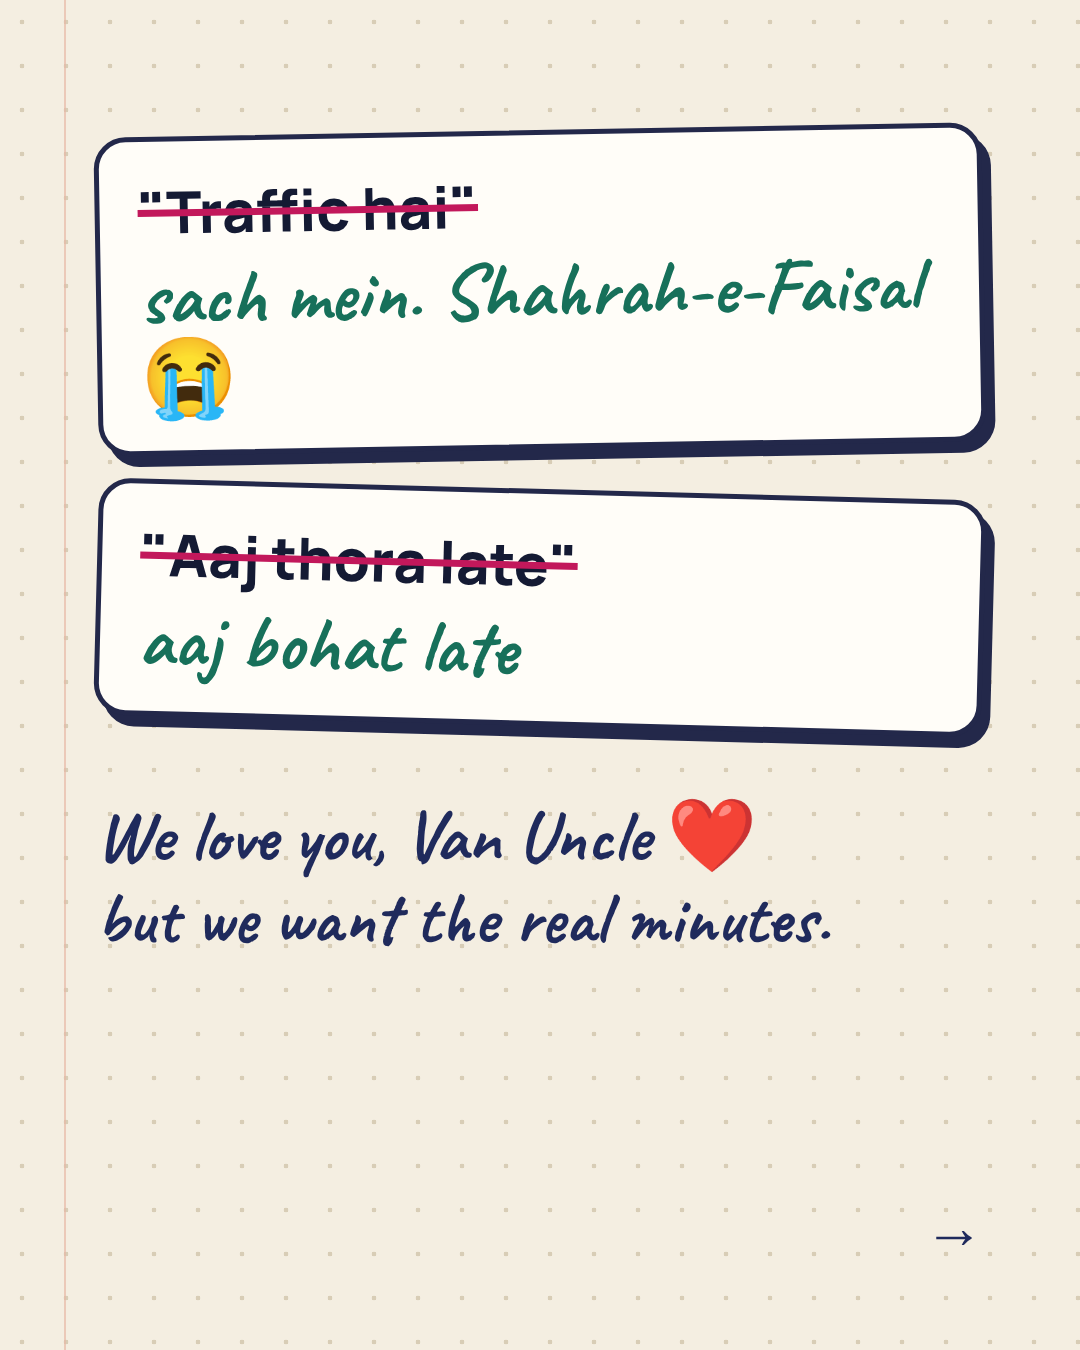 "Traffic hai"
sach mein. Shahrah-e-Faisal
😭
"Aaj thora late"
aaj bohat late
We love you, Van Uncle ❤️
but we want the real minutes.
→